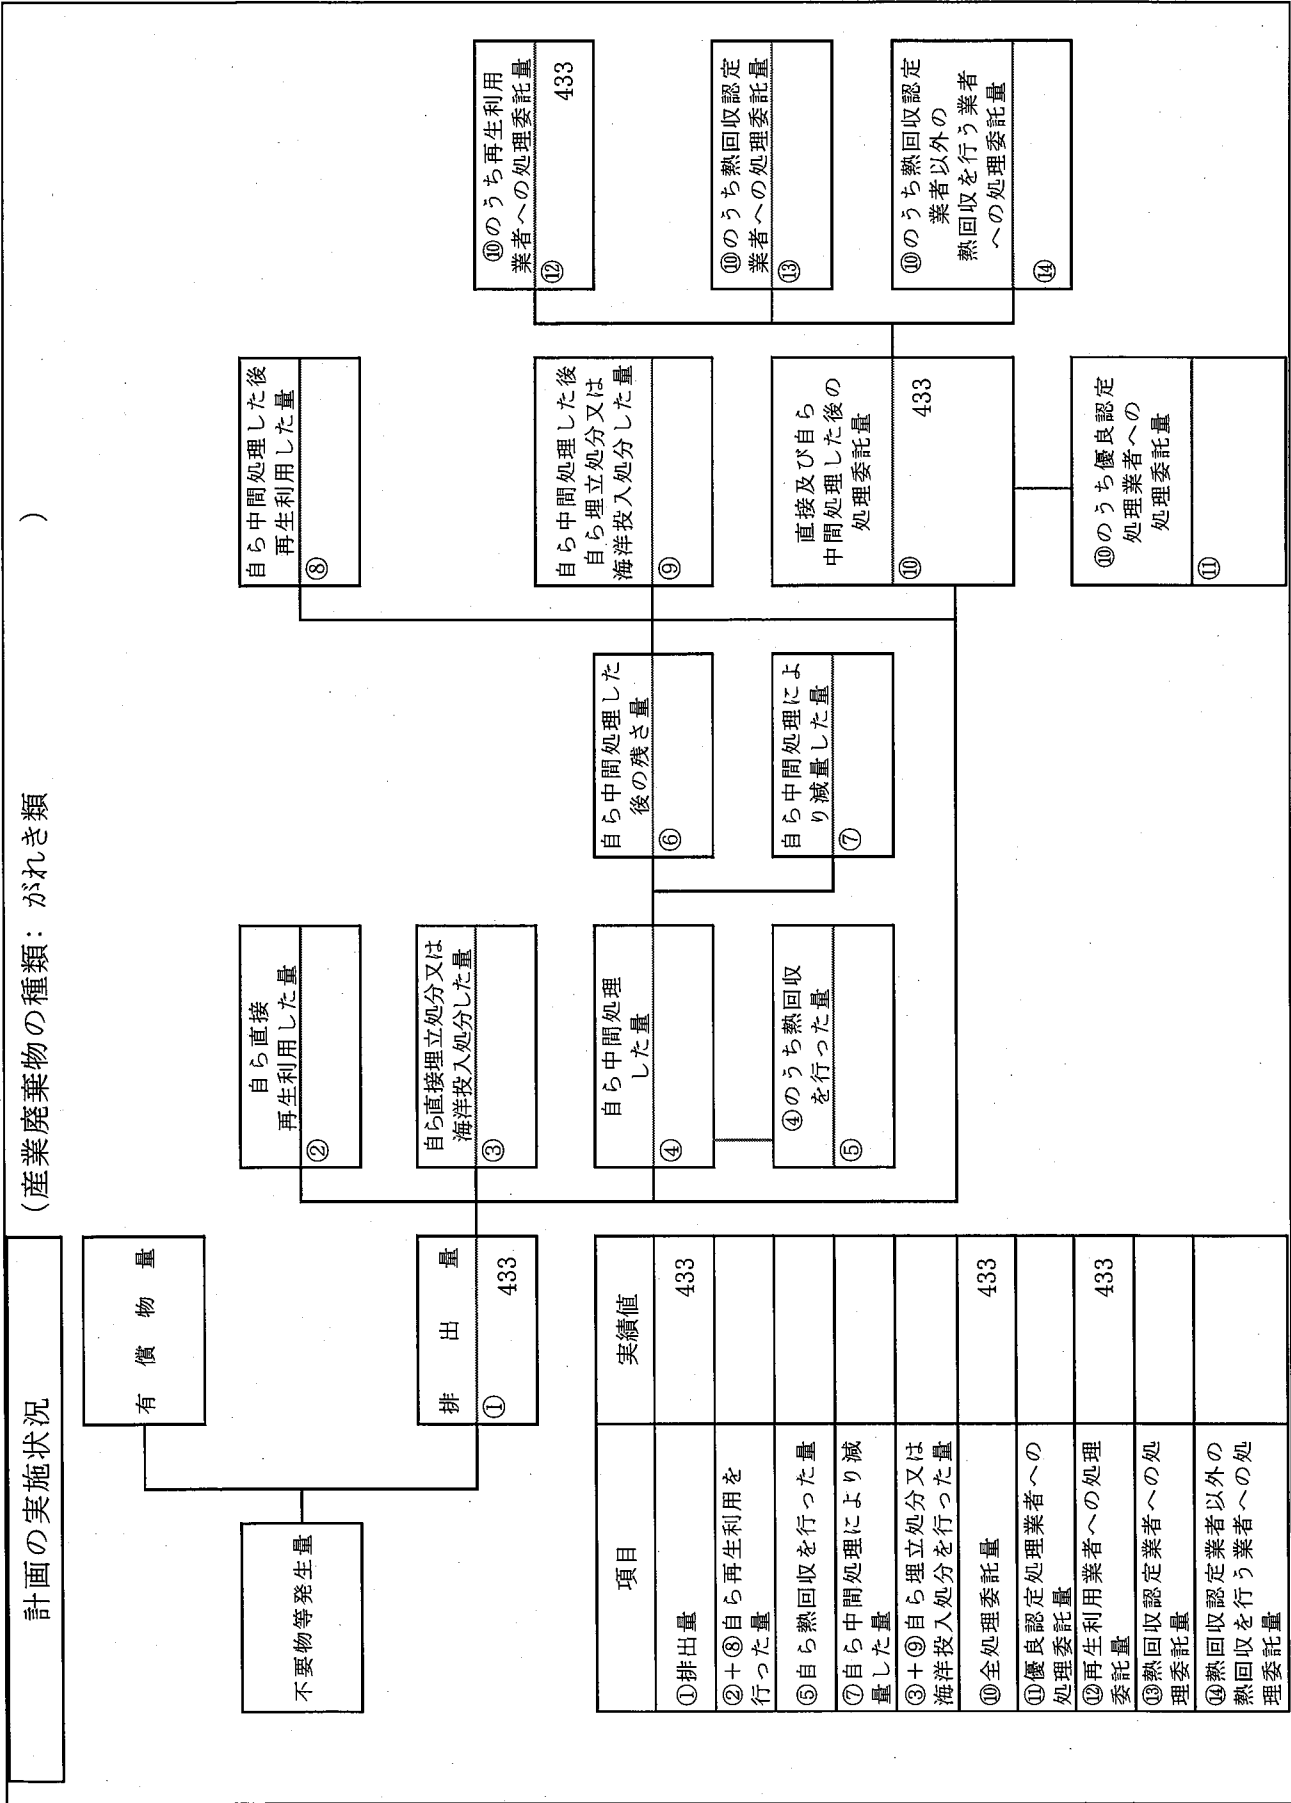 計画の実施状況
(産業廃棄物の種類: がれき類 )
不要物等発生量
有償物量
排出量
① 433
自ら直接
再生利用した量
②
自ら直接埋立処分又は
海洋投入処分した量
③
自ら中間処理
した量
④
④のうち熱回収
を行った量
⑤
自ら中間処理した
後の残さ量
⑥
自ら中間処理によ
り減量した量
⑦
自ら中間処理した後
再生利用した量
⑧
自ら中間処理した後
自ら埋立処分又は
海洋投入処分した量
⑨
直接及び自ら
中間処理した後の
処理委託量
⑩ 433
⑩のうち優良認定
処理業者への
処理委託量
⑪
⑩のうち再生利用
業者への処理委託量
⑫ 433
⑩のうち熱回収認定
業者への処理委託量
⑬
⑩のうち熱回収認定
業者以外の
熱回収を行う業者
への処理委託量
⑭
項目 実績値
①排出量 433
②+⑧自ら再生利用を
行った量
⑤自ら熱回収を行った量
⑦自ら中間処理により減
量した量
③+⑨自ら埋立処分又は
海洋投入処分を行った量
⑩全処理委託量 433
⑪優良認定処理業者への
処理委託量
⑫再生利用業者への処理
委託量 433
⑬熱回収認定業者への処
理委託量
⑭熱回収認定業者以外の
熱回収を行う業者への処
理委託量